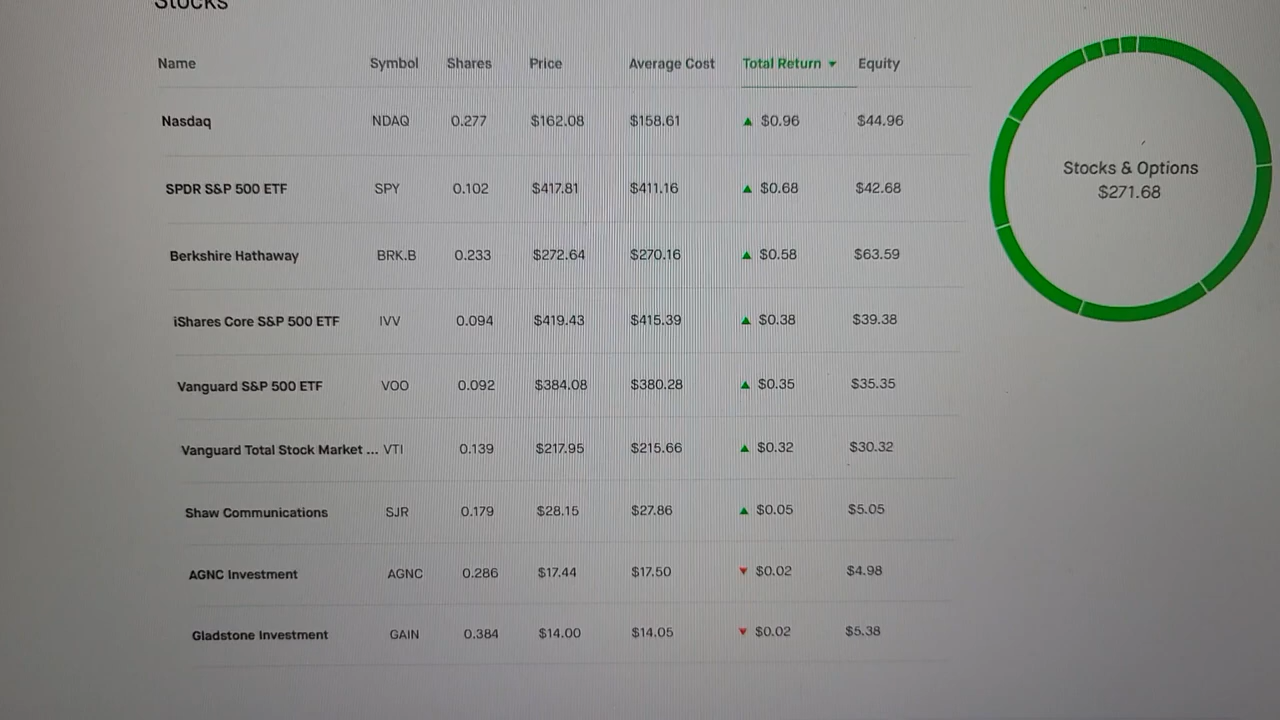 Stocks
Name Symbol Shares Price Average Cost Total Return Equity
Nasdaq NDAQ 0.277 $162.08 $158.61 $0.96 $44.96
SPDR S&P 500 ETF SPY 0.102 $417.81 $411.16 $0.68 $42.68
Berkshire Hathaway BRK.B 0.233 $272.64 $270.16 $0.58 $63.59
iShares Core S&P 500 ETF IVV 0.094 $419.43 $415.39 $0.38 $39.38
Vanguard S&P 500 ETF VOO 0.092 $384.08 $380.28 $0.35 $35.35
Vanguard Total Stock Market ... VTI 0.139 $217.95 $215.66 $0.32 $30.32
Shaw Communications SJR 0.179 $28.15 $27.86 $0.05 $5.05
AGNC Investment AGNC 0.286 $17.44 $17.50 $0.02 $4.98
Gladstone Investment GAIN 0.384 $14.00 $14.05 $0.02 $5.38
Stocks & Options
$271.68